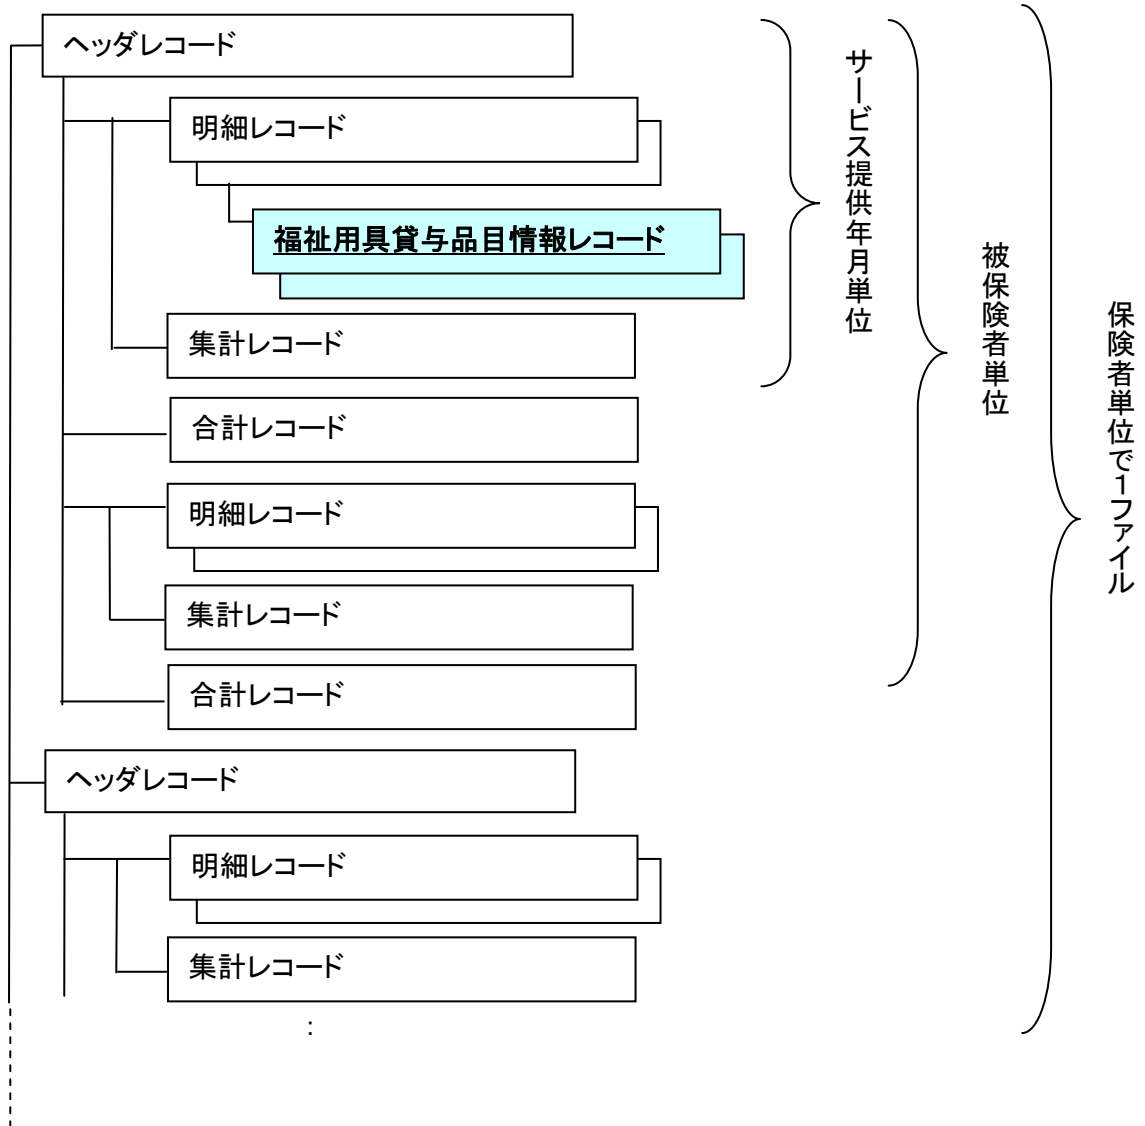 ヘッダレコード
明細レコード
福祉用具貸与品目情報レコード
集計レコード
合計レコード
明細レコード
集計レコード
合計レコード
ヘッダレコード
明細レコード
集計レコード
:
サービス提供年月単位
被保険者単位
保険者単位で1ファイル